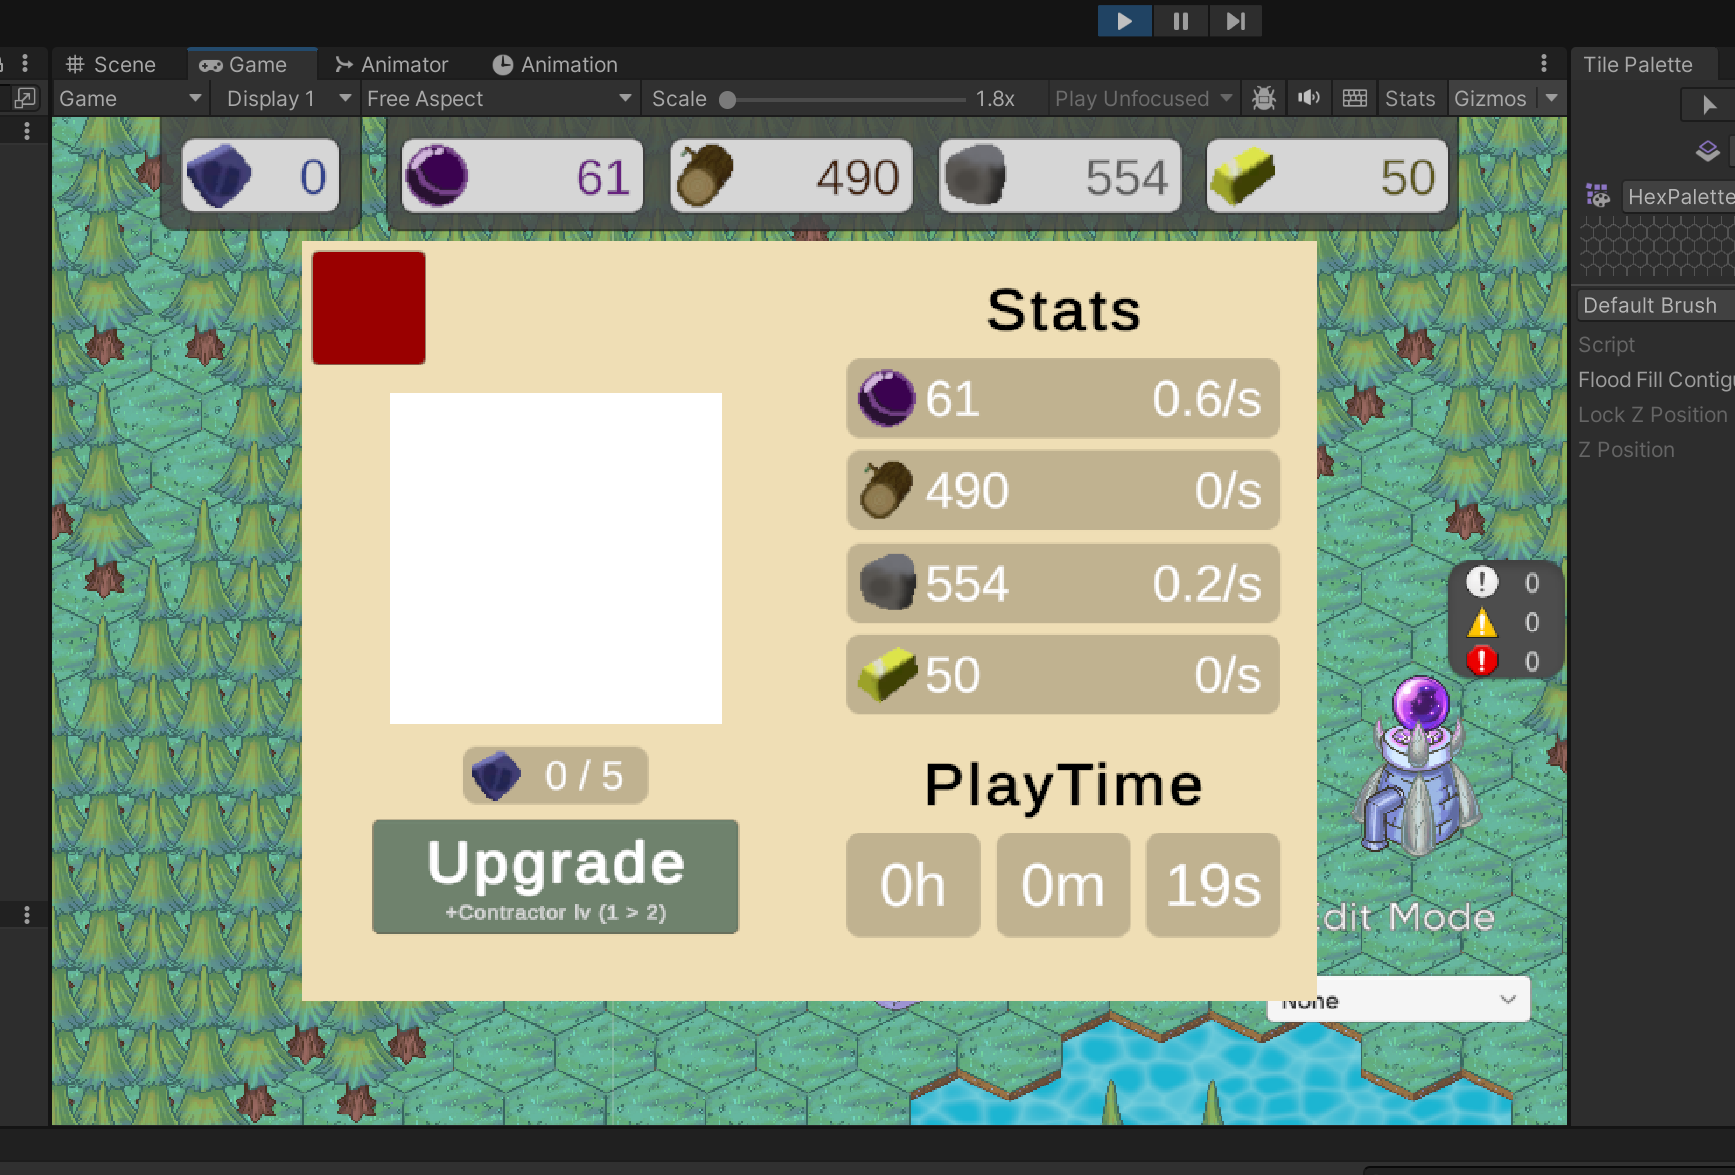 Scene Game Animator Animation
Tile Palette
Game Display 1 Free Aspect Scale 1.8x Play Unfocused Stats Gizmos
0 61 490 554 50
HexPalette
Default Brush
Script
Flood Fill Contig
Lock Z Position
Z Position
Stats
61 0.6/s
490 0/s
554 0.2/s
50 0/s
0
0
0
0 / 5
Upgrade
+Contractor lv (1 > 2)
PlayTime
0h 0m 19s
dit Mode
None